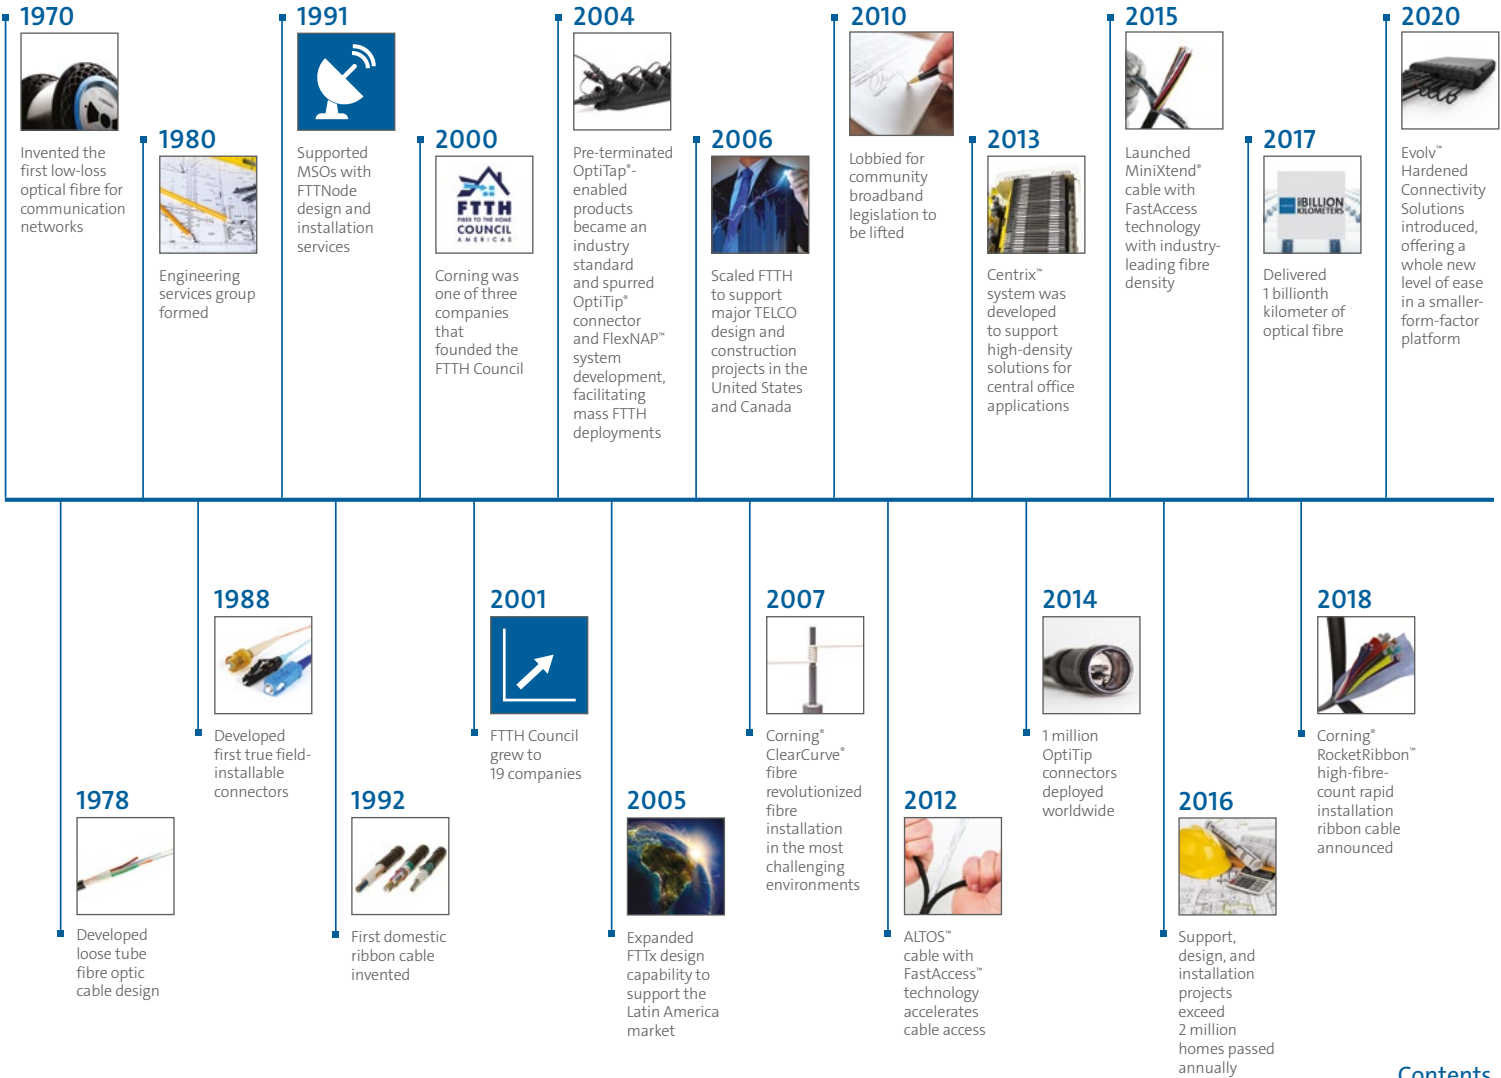 1970
Invented the
first low-loss
optical fibre for
communication
networks
1980
Engineering
services group
formed
1991
Supported
MSOs with
FTTNode
design and
installation
services
2000
FTTH
FIBER TO THE HOME
COUNCIL
AMERICAS
Corning was
one of three
companies
that
founded the
FTTH Council
2004
Pre-terminated
OptiTap®-
enabled
products
became an
industry
standard
and spurred
OptiTip®
connector
and FlexNAP™
system
development,
facilitating
mass FTTH
deployments
2006
Scaled FTTH
to support
major TELCO
design and
construction
projects in the
United States
and Canada
2010
Lobbied for
community
broadband
legislation to
be lifted
2013
Centrix™
system was
developed
to support
high-density
solutions for
central office
applications
2015
Launched
MiniXtend®
cable with
FastAccess
technology
with industry-
leading fibre
density
2017
BILLION
KILOMETERS
Delivered
1 billionth
kilometer of
optical fibre
2020
Evolv™
Hardened
Connectivity
Solutions
introduced,
offering a
whole new
level of ease
in a smaller-
form-factor
platform
1978
Developed
loose tube
fibre optic
cable design
1988
Developed
first true field-
installable
connectors
1992
First domestic
ribbon cable
invented
2001
FTTH Council
grew to
19 companies
2005
Expanded
FTTx design
capability to
support the
Latin America
market
2007
Corning®
ClearCurve®
fibre
revolutionized
fibre
installation
in the most
challenging
environments
2012
ALTOS™
cable with
FastAccess™
technology
accelerates
cable access
2014
1 million
OptiTip
connectors
deployed
worldwide
2016
Support,
design, and
installation
projects
exceed
2 million
homes passed
annually
2018
Corning®
RocketRibbon™
high-fibre-
count rapid
installation
ribbon cable
announced
Contents